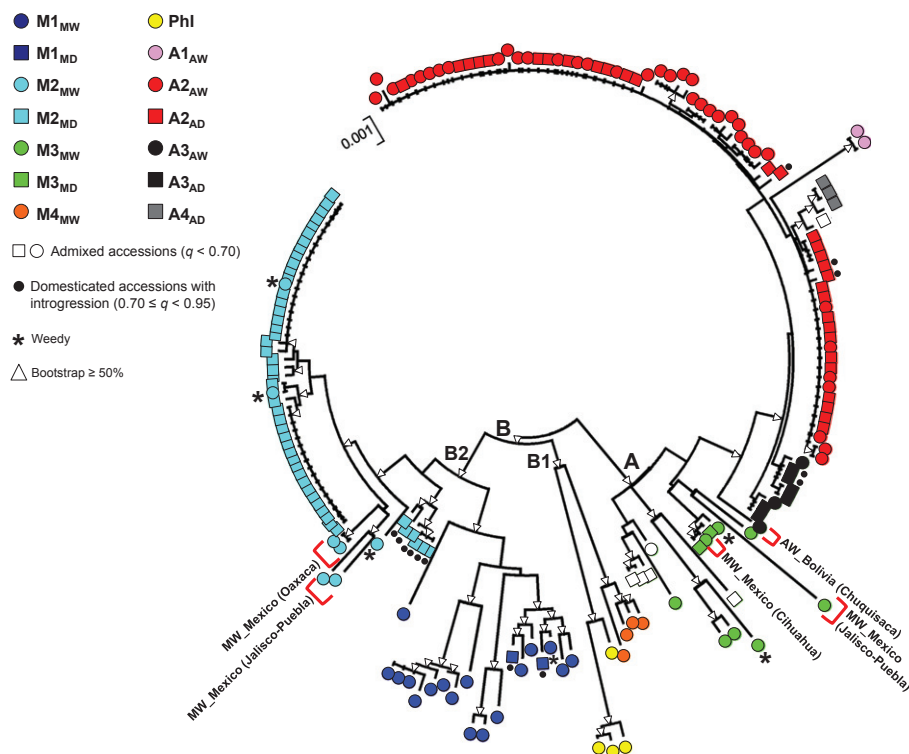 M1MW
M1MD
M2MW
M2MD
M3MW
M3MD
M4MW
PhI
A1AW
A2AW
A2AD
A3AW
A3AD
A4AD
Admixed accessions (q < 0.70)
Domesticated accessions with
introgression (0.70 ≤ q < 0.95)
* Weedy
Bootstrap ≥ 50%
0.001
*
*
B
B2
B1
A
*
*
*
*
MW_Mexico (Oaxaca)
MW_Mexico (Jalisco-Puebla)
MW_Mexico (Cihuahua)
AW_Bolivia (Chuquisaca)
MW_Mexico
(Jalisco-Puebla)